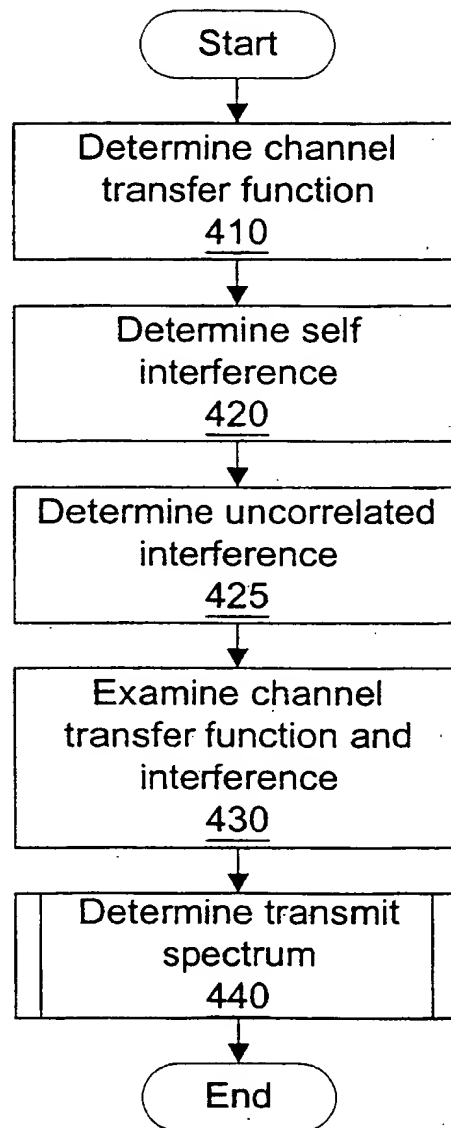 Start
Determine channel
transfer function
410
Determine self
interference
420
Determine uncorrelated
interference
425
Examine channel
transfer function and
interference
430
Determine transmit
spectrum
440
End